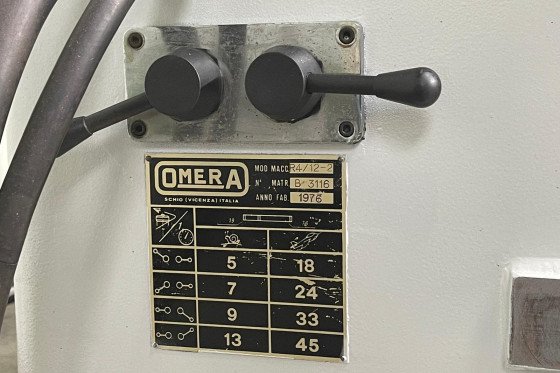 OMERA
SCHIO (VICENZA) ITALIA
MOD MACC. R4/12-2
N° MATR. B 3116
ANNO FAB. 1976
5 18
7 24
9 33
13 45